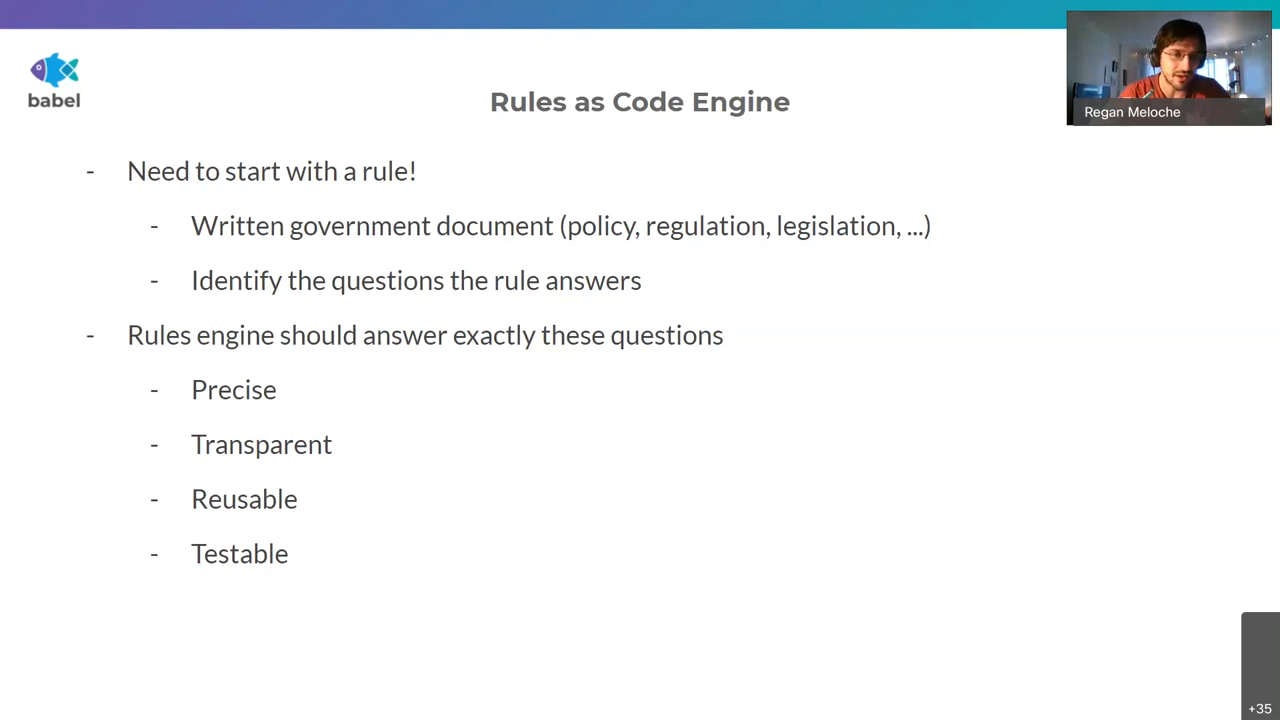 babel
Rules as Code Engine
Regan Meloche
- Need to start with a rule!
- Written government document (policy, regulation, legislation, ...)
- Identify the questions the rule answers
- Rules engine should answer exactly these questions
- Precise
- Transparent
- Reusable
- Testable
+35